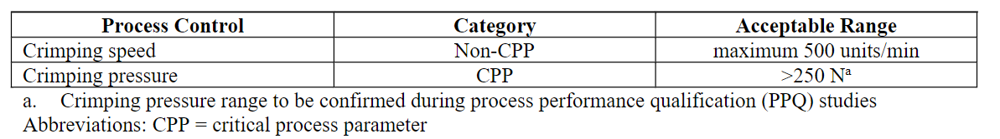 Process Control Category Acceptable Range
Crimping speed Non-CPP maximum 500 units/min
Crimping pressure CPP >250 Nᵃ
a. Crimping pressure range to be confirmed during process performance qualification (PPQ) studies
Abbreviations: CPP = critical process parameter